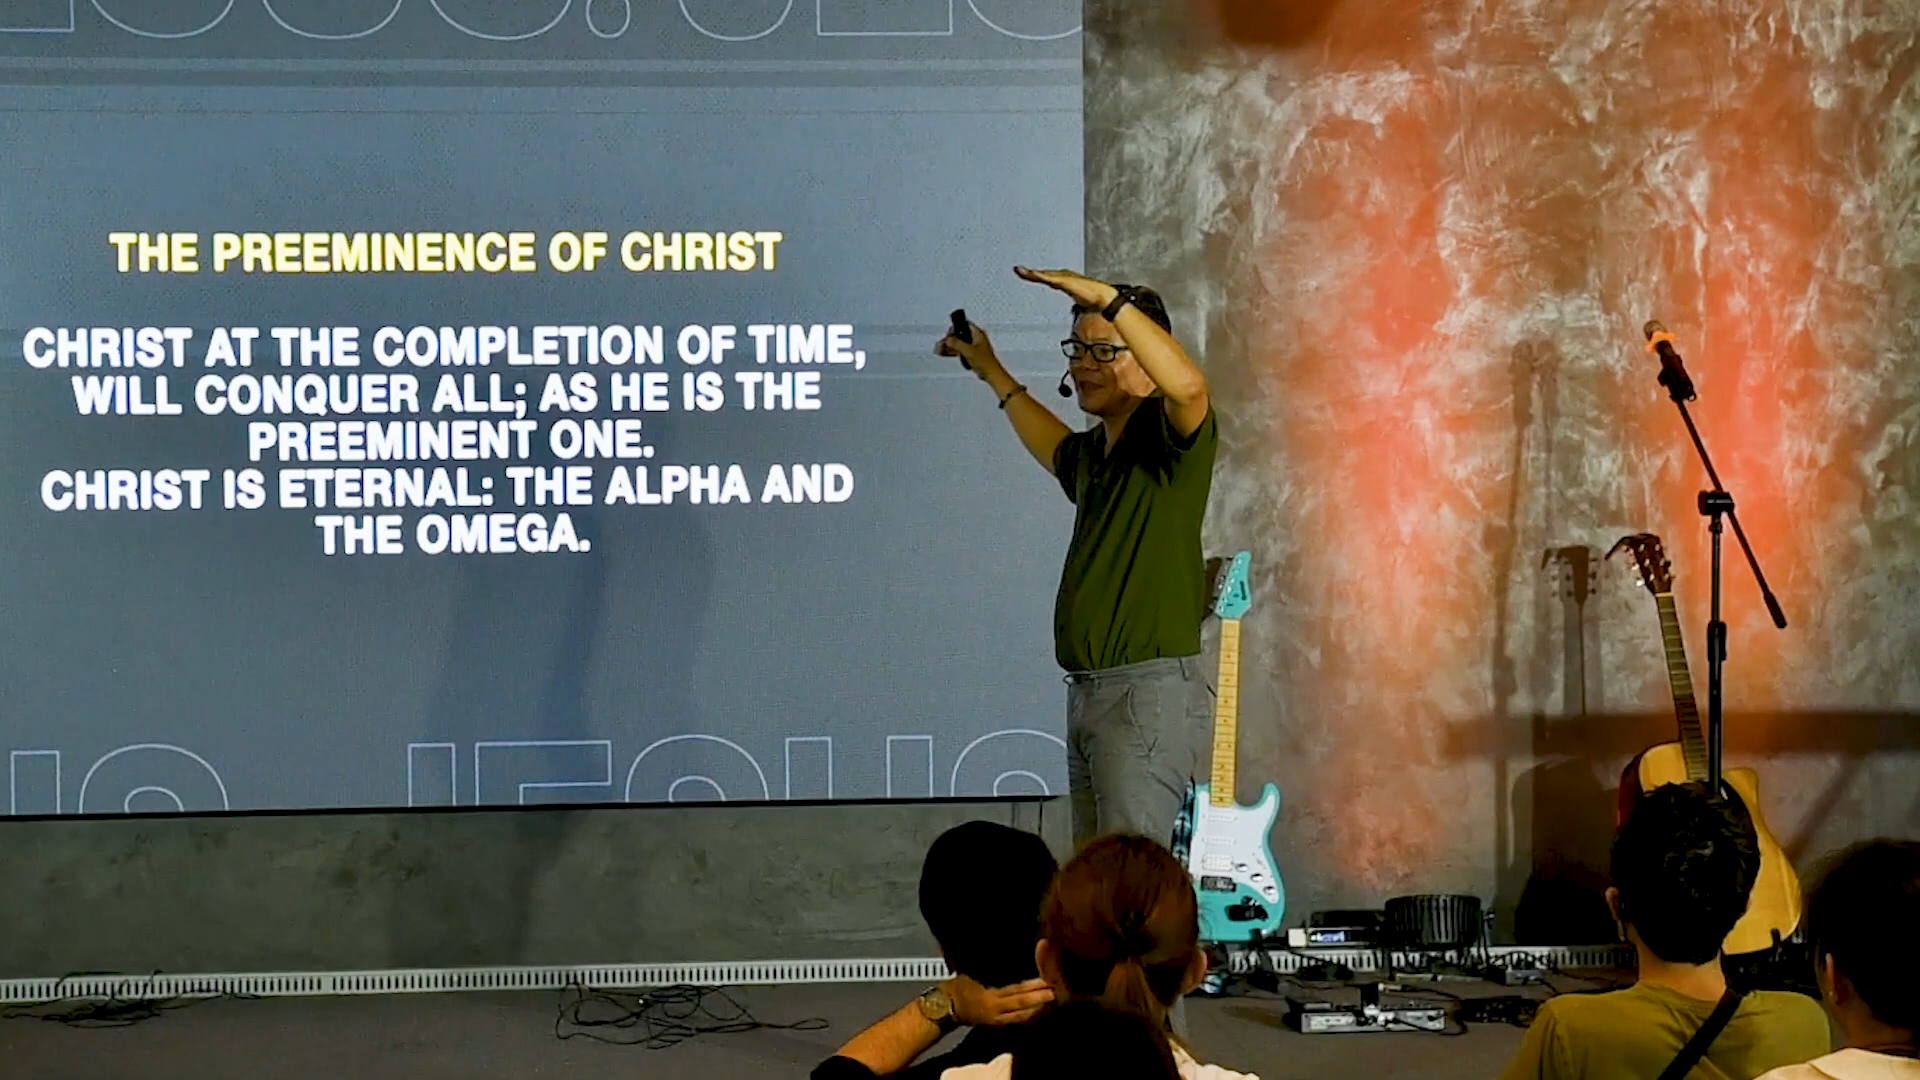 THE PREEMINENCE OF CHRIST
CHRIST AT THE COMPLETION OF TIME,
WILL CONQUER ALL; AS HE IS THE
PREEMINENT ONE.
CHRIST IS ETERNAL: THE ALPHA AND
THE OMEGA.
JESUS